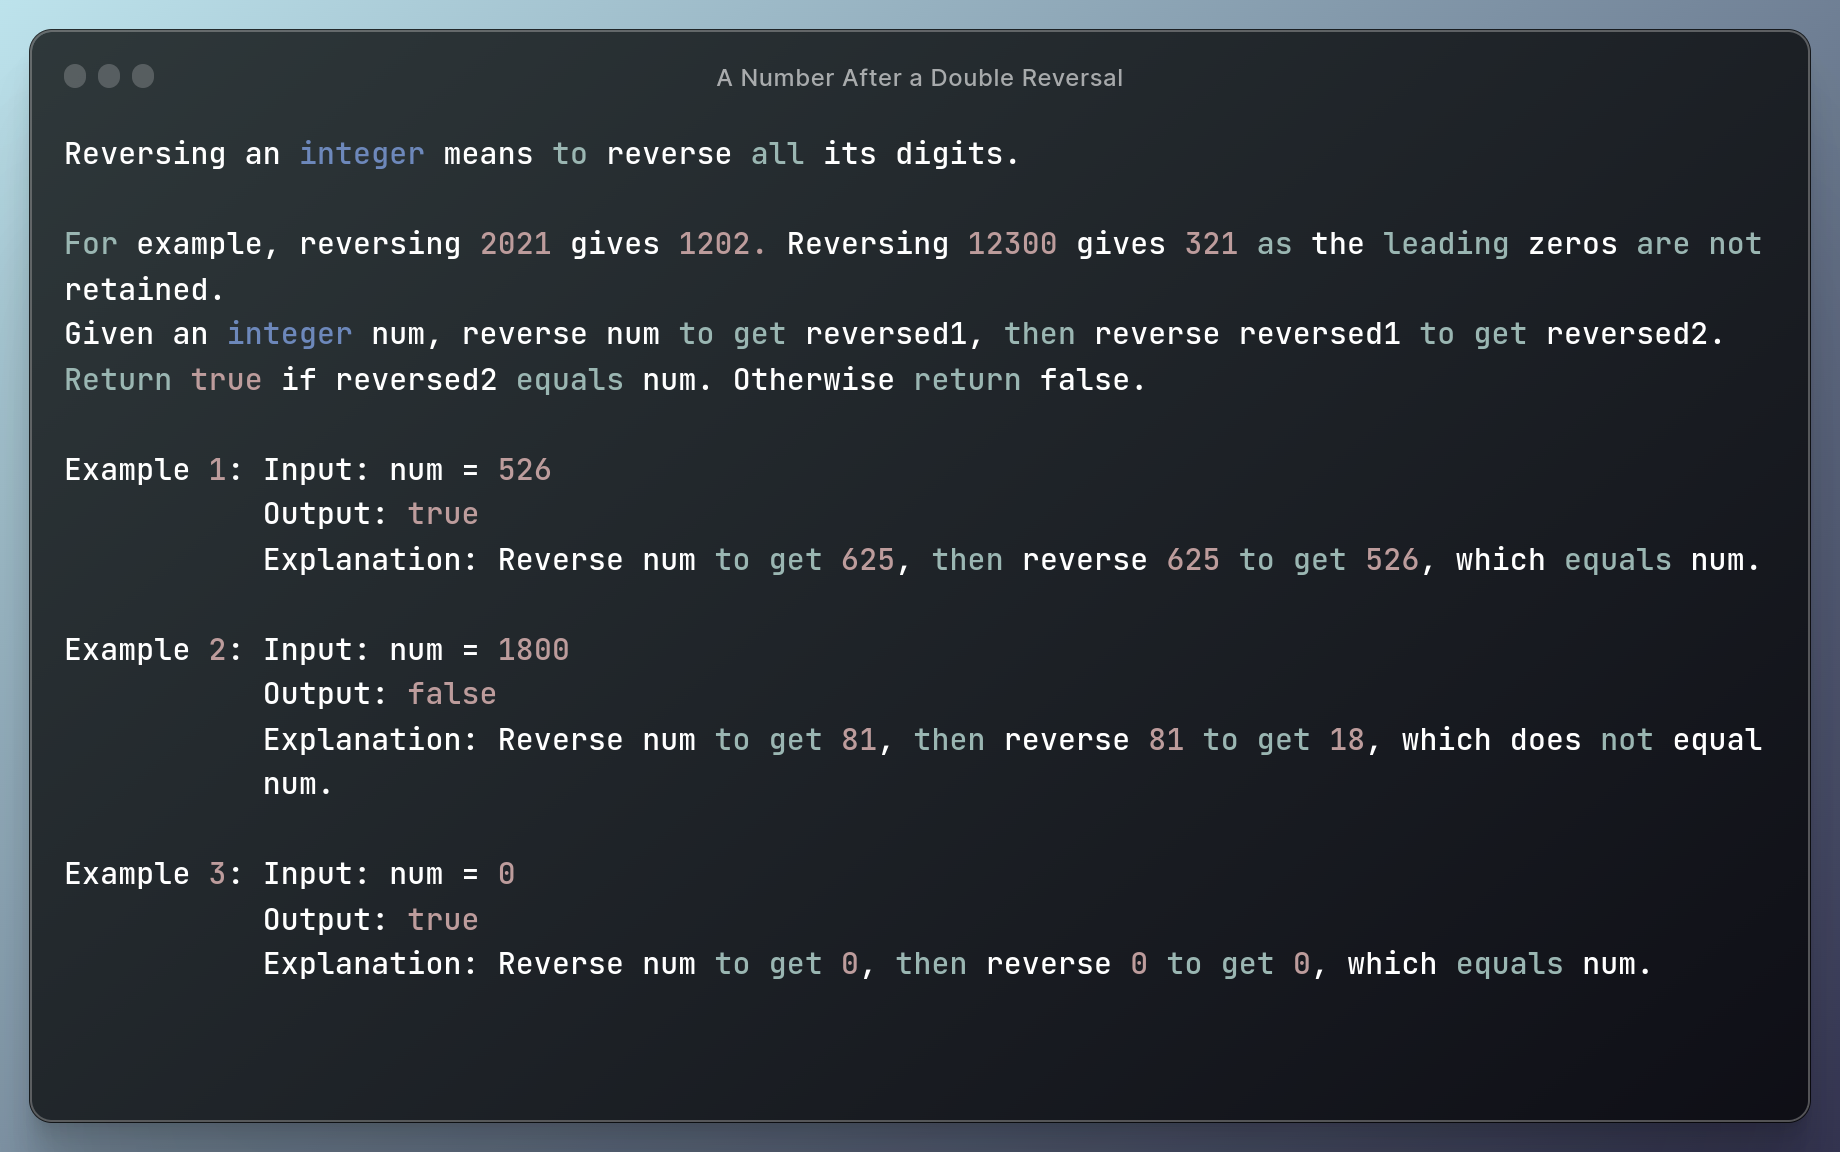 A Number After a Double Reversal
Reversing an integer means to reverse all its digits.
For example, reversing 2021 gives 1202. Reversing 12300 gives 321 as the leading zeros are not
retained.
Given an integer num, reverse num to get reversed1, then reverse reversed1 to get reversed2.
Return true if reversed2 equals num. Otherwise return false.
Example 1: Input: num = 526
Output: true
Explanation: Reverse num to get 625, then reverse 625 to get 526, which equals num.
Example 2: Input: num = 1800
Output: false
Explanation: Reverse num to get 81, then reverse 81 to get 18, which does not equal
num.
Example 3: Input: num = 0
Output: true
Explanation: Reverse num to get 0, then reverse 0 to get 0, which equals num.